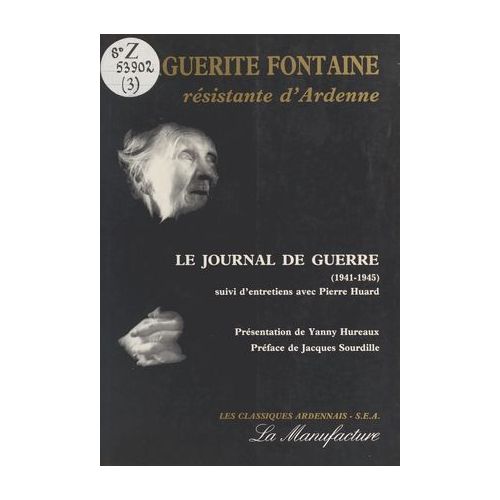 8° Z
53902
(3)
GUERITE FONTAINE
résistante d'Ardenne
LE JOURNAL DE GUERRE
(1941-1945)
suivi d'entretiens avec Pierre Huard
Présentation de Yanny Hureaux
Préface de Jacques Sourdille
LES CLASSIQUES ARDENNAIS - S.E.A.
La Manufacture